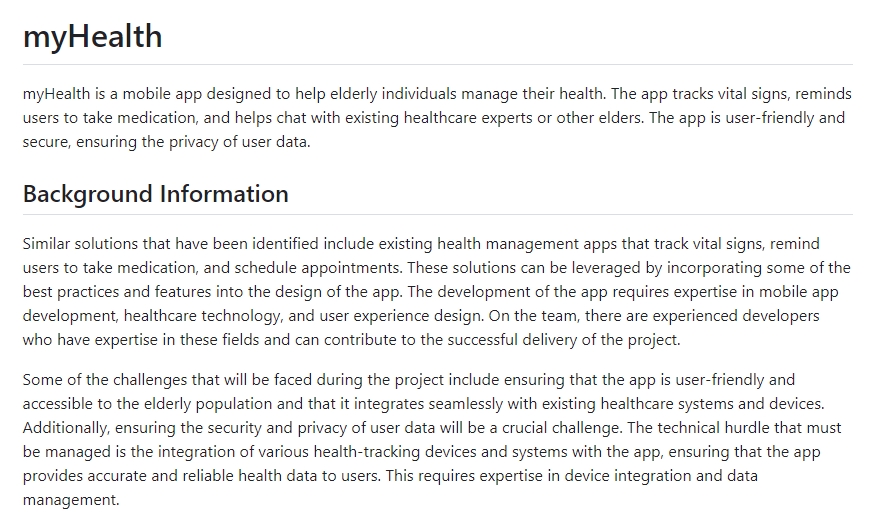 myHealth
myHealth is a mobile app designed to help elderly individuals manage their health. The app tracks vital signs, reminds
users to take medication, and helps chat with existing healthcare experts or other elders. The app is user-friendly and
secure, ensuring the privacy of user data.
Background Information
Similar solutions that have been identified include existing health management apps that track vital signs, remind
users to take medication, and schedule appointments. These solutions can be leveraged by incorporating some of the
best practices and features into the design of the app. The development of the app requires expertise in mobile app
development, healthcare technology, and user experience design. On the team, there are experienced developers
who have expertise in these fields and can contribute to the successful delivery of the project.
Some of the challenges that will be faced during the project include ensuring that the app is user-friendly and
accessible to the elderly population and that it integrates seamlessly with existing healthcare systems and devices.
Additionally, ensuring the security and privacy of user data will be a crucial challenge. The technical hurdle that must
be managed is the integration of various health-tracking devices and systems with the app, ensuring that the app
provides accurate and reliable health data to users. This requires expertise in device integration and data
management.